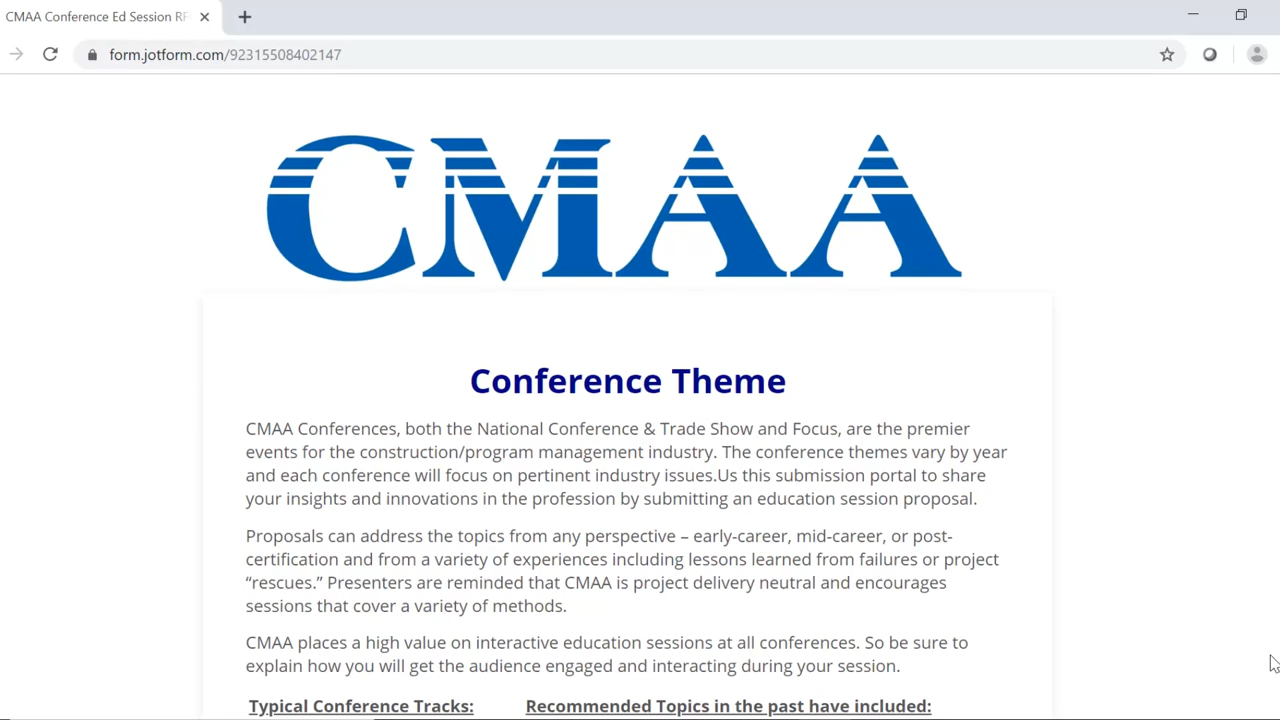 CMAA Conference Ed Session RF
form.jotform.com/92315508402147
CMAA
Conference Theme
CMAA Conferences, both the National Conference & Trade Show and Focus, are the premier
events for the construction/program management industry. The conference themes vary by year
and each conference will focus on pertinent industry issues.Us this submission portal to share
your insights and innovations in the profession by submitting an education session proposal.
Proposals can address the topics from any perspective – early-career, mid-career, or post-
certification and from a variety of experiences including lessons learned from failures or project
“rescues.” Presenters are reminded that CMAA is project delivery neutral and encourages
sessions that cover a variety of methods.
CMAA places a high value on interactive education sessions at all conferences. So be sure to
explain how you will get the audience engaged and interacting during your session.
Typical Conference Tracks: Recommended Topics in the past have included: